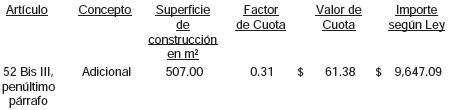 Artículo Concepto Superficie de construcción en m² Factor de Cuota Valor de Cuota Importe según Ley
52 Bis III, penúltimo párrafo Adicional 507.00 0.31 $ 61.38 $ 9,647.09